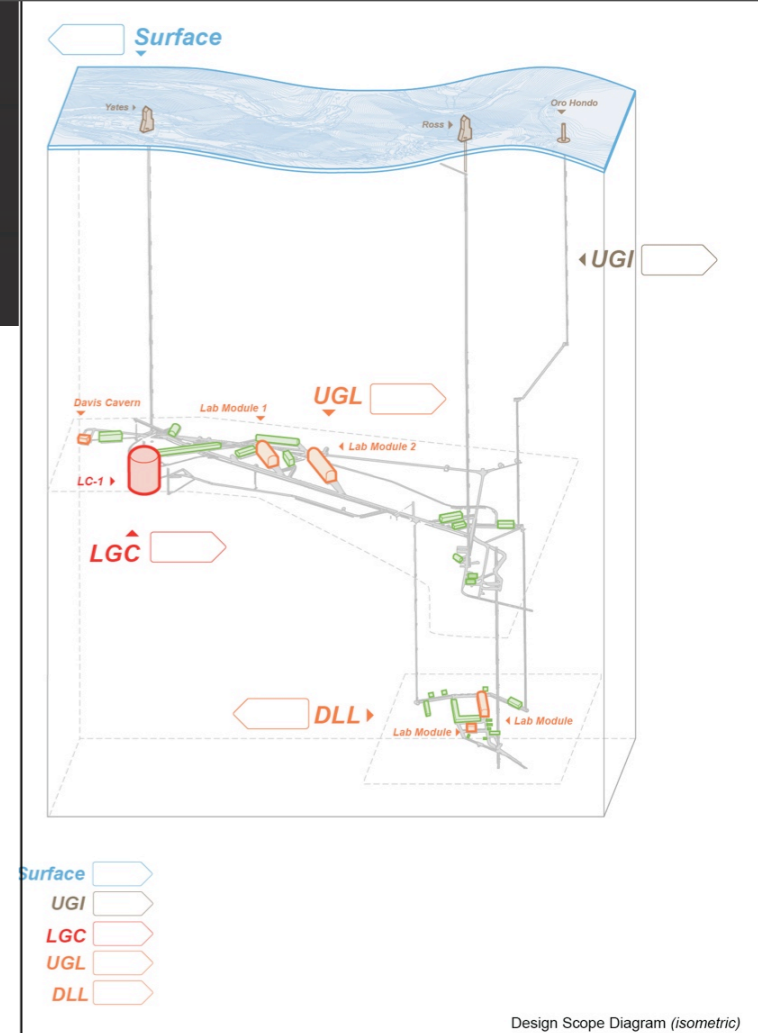 Surface
Yates
Ross
Oro Hondo
UGI
UGL
Davis Cavern
Lab Module 1
Lab Module 2
LC-1
LGC
DLL
Lab Module
Lab Module
Surface
UGI
LGC
UGL
DLL
Design Scope Diagram (isometric)